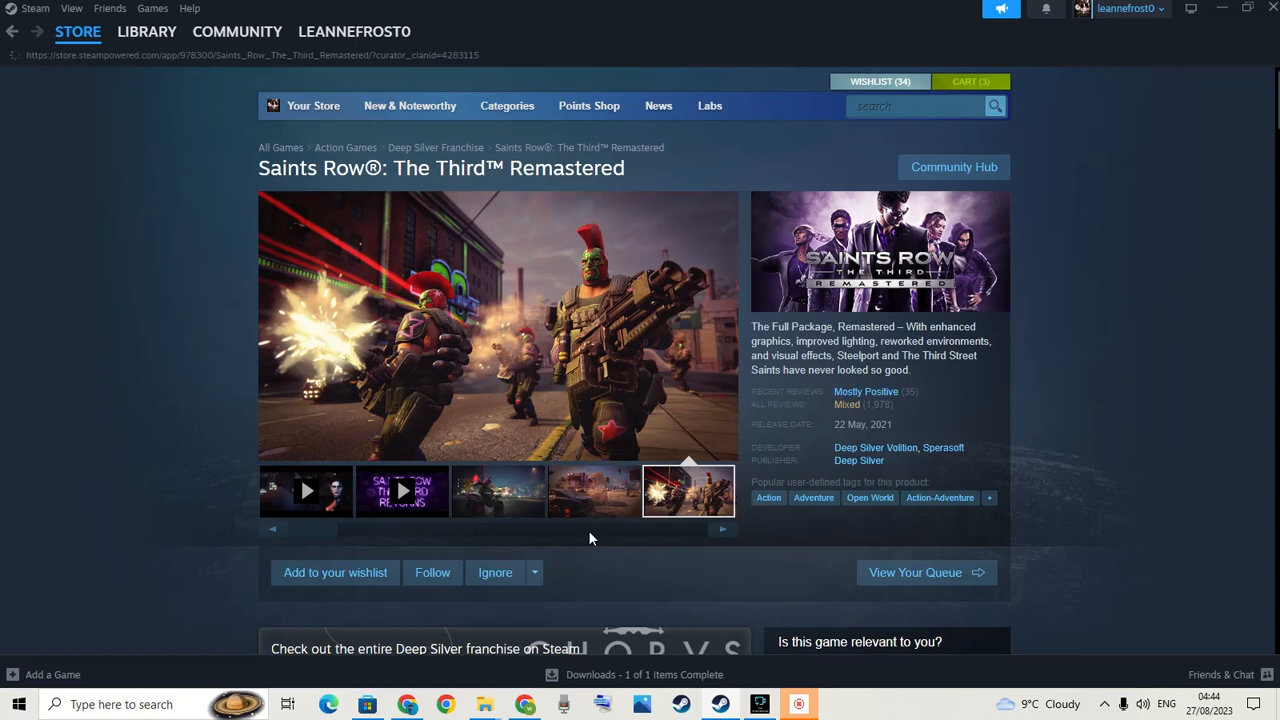 Steam View Friends Games Help
leannefrost0
STORE LIBRARY COMMUNITY LEANNEFROST0
https://store.steampowered.com/app/978300/Saints_Row_The_Third_Remastered/?curator_clanid=4283115
WISHLIST (34) CART (3)
Your Store New & Noteworthy Categories Points Shop News Labs search
All Games > Action Games > Deep Silver Franchise > Saints Row®: The Third™ Remastered
Saints Row®: The Third™ Remastered
Community Hub
SAINTS ROW
THE THIRD
REMASTERED
The Full Package, Remastered – With enhanced
graphics, improved lighting, reworked environments,
and visual effects, Steelport and The Third Street
Saints have never looked so good.
RECENT REVIEWS: Mostly Positive (35)
ALL REVIEWS: Mixed (1,978)
RELEASE DATE: 22 May, 2021
DEVELOPER: Deep Silver Volition, Sperasoft
PUBLISHER: Deep Silver
Popular user-defined tags for this product:
Action Adventure Open World Action-Adventure +
SAINTS ROW
THE THIRD
RETURNS
Add to your wishlist Follow Ignore View Your Queue
Check out the entire Deep Silver franchise on Steam
Is this game relevant to you?
Add a Game Downloads - 1 of 1 Items Complete Friends & Chat
Type here to search
9°C Cloudy
ENG
04:44
27/08/2023